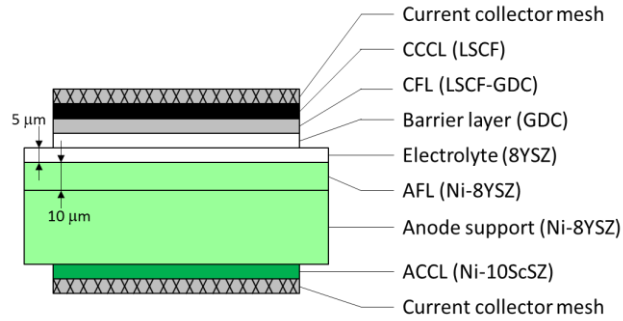 Current collector mesh
CCCL (LSCF)
CFL (LSCF-GDC)
Barrier layer (GDC)
5 μm
Electrolyte (8YSZ)
AFL (Ni-8YSZ)
10 μm
Anode support (Ni-8YSZ)
ACCL (Ni-10ScSZ)
Current collector mesh